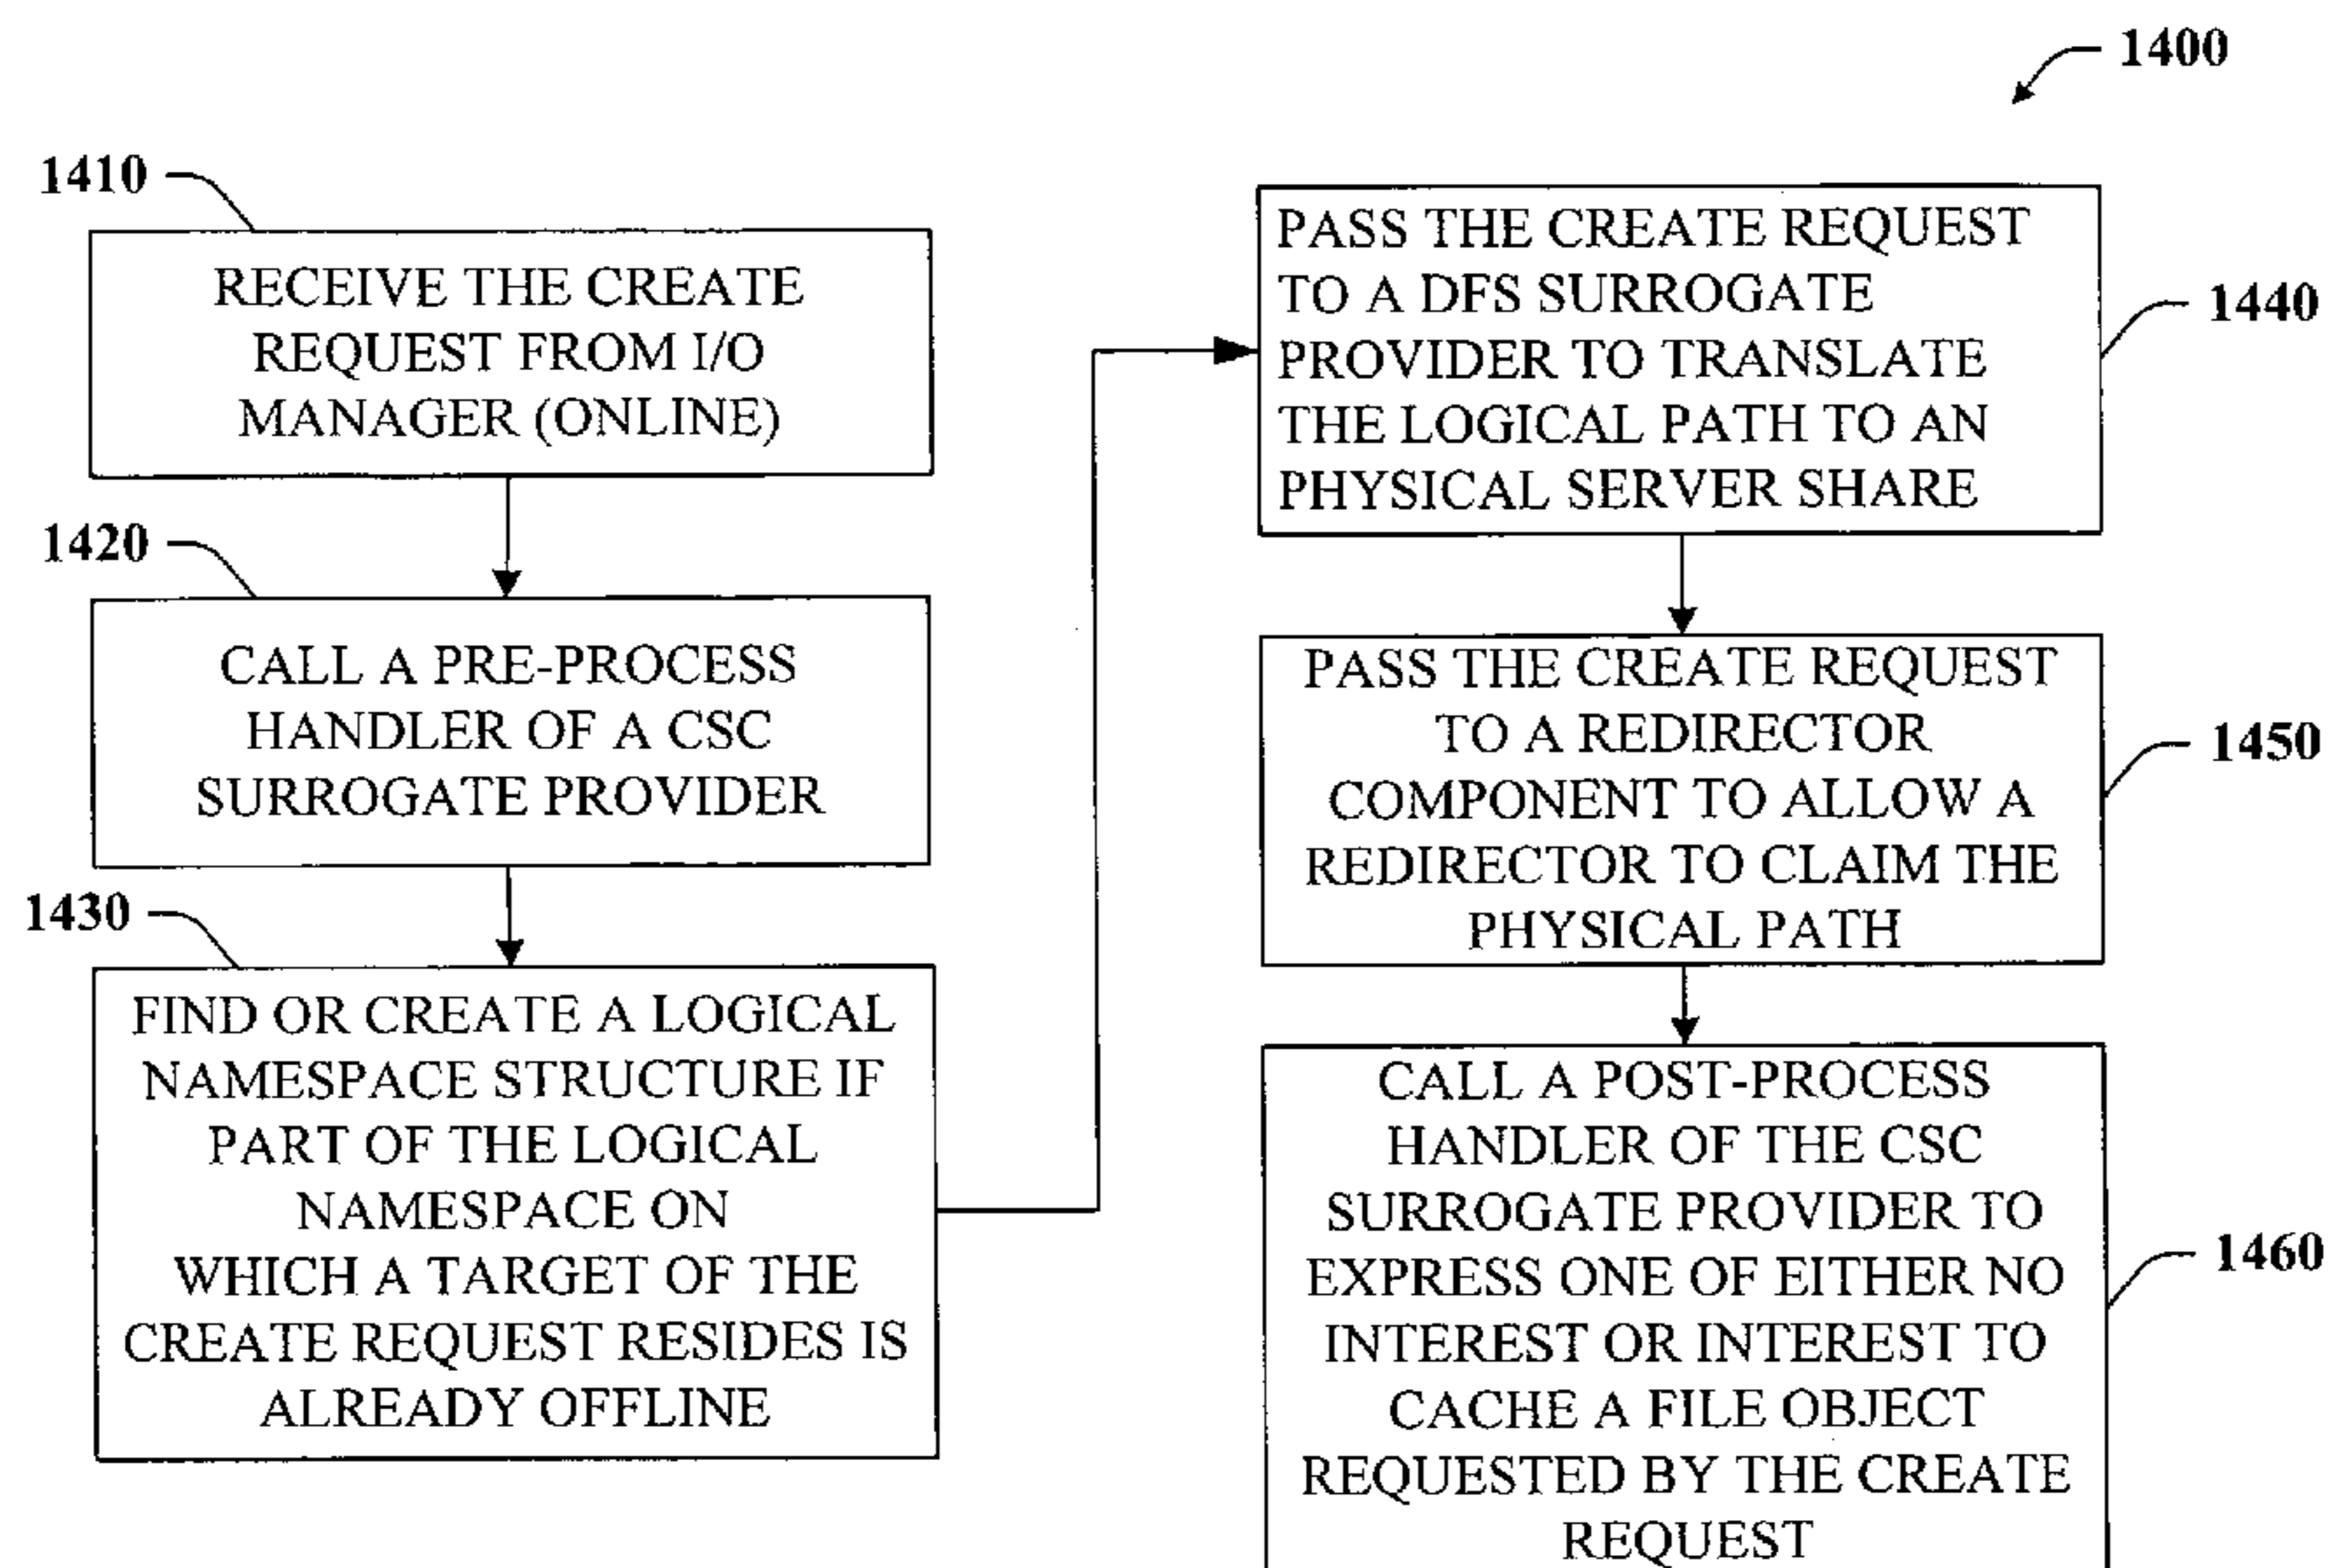 1400
1410
RECEIVE THE CREATE
REQUEST FROM I/O
MANAGER (ONLINE)
1420
CALL A PRE-PROCESS
HANDLER OF A CSC
SURROGATE PROVIDER
1430
FIND OR CREATE A LOGICAL
NAMESPACE STRUCTURE IF
PART OF THE LOGICAL
NAMESPACE ON
WHICH A TARGET OF THE
CREATE REQUEST RESIDES IS
ALREADY OFFLINE
PASS THE CREATE REQUEST
TO A DFS SURROGATE
PROVIDER TO TRANSLATE
THE LOGICAL PATH TO AN
PHYSICAL SERVER SHARE
1440
PASS THE CREATE REQUEST
TO A REDIRECTOR
COMPONENT TO ALLOW A
REDIRECTOR TO CLAIM THE
PHYSICAL PATH
1450
CALL A POST-PROCESS
HANDLER OF THE CSC
SURROGATE PROVIDER TO
EXPRESS ONE OF EITHER NO
INTEREST OR INTEREST TO
CACHE A FILE OBJECT
REQUESTED BY THE CREATE
REQUEST
1460